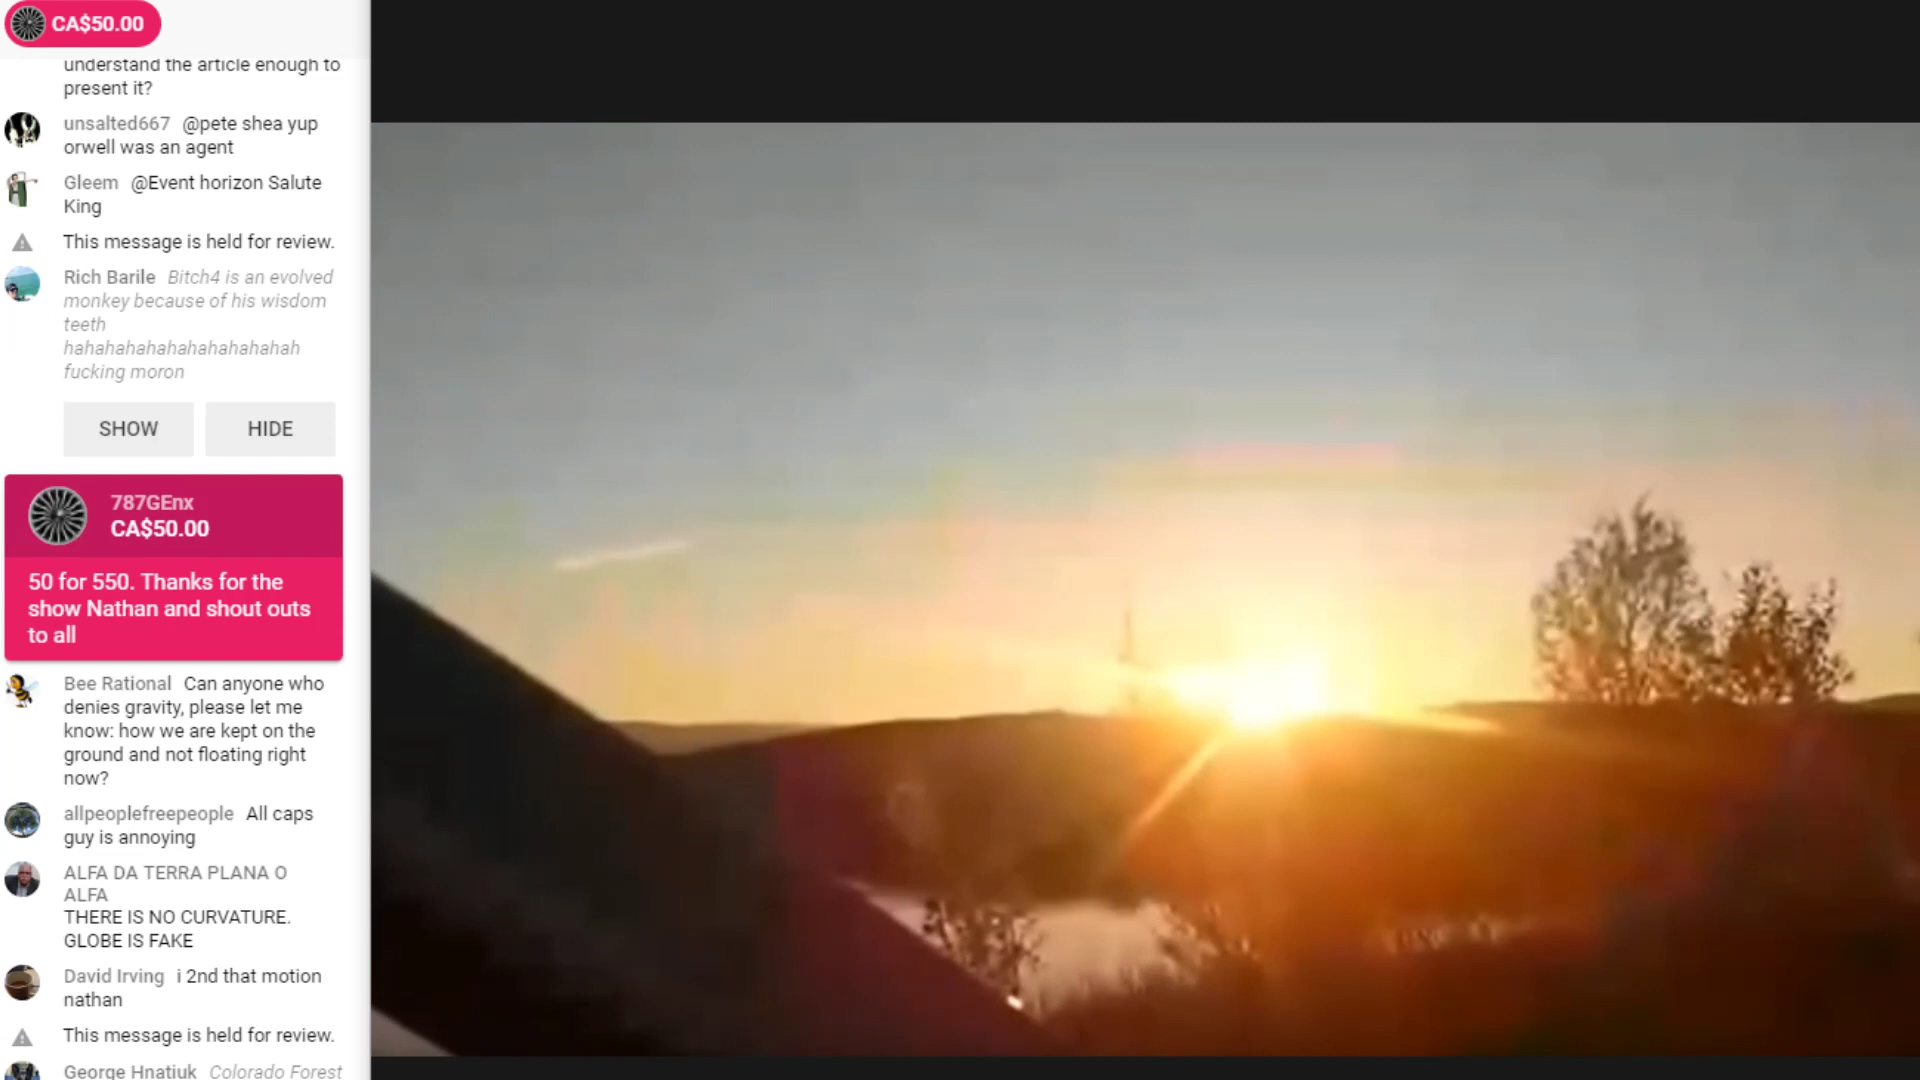 CA$50.00
understand the article enough to
present it?
unsalted667 @pete shea yup
orwell was an agent
Gleem @Event horizon Salute
King
This message is held for review.
Rich Barile Bitch4 is an evolved
monkey because of his wisdom
teeth
hahahahahahahahahahah
fucking moron
SHOW HIDE
787GEnx
CA$50.00
50 for 550. Thanks for the
show Nathan and shout outs
to all
Bee Rational Can anyone who
denies gravity, please let me
know: how we are kept on the
ground and not floating right
now?
allpeoplefreepeople All caps
guy is annoying
ALFA DA TERRA PLANA O
ALFA
THERE IS NO CURVATURE.
GLOBE IS FAKE
David Irving i 2nd that motion
nathan
This message is held for review.
George Hnatiuk Colorado Forest